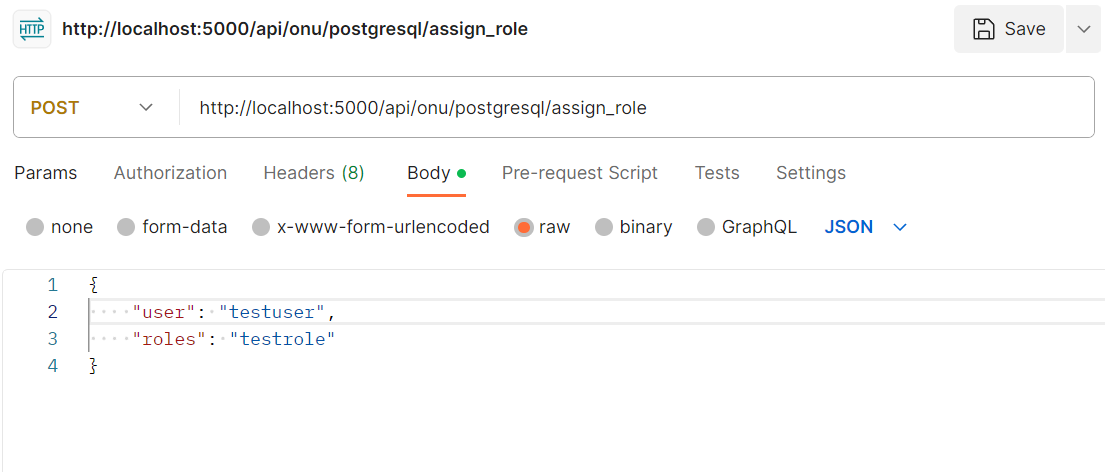 HTTP http://localhost:5000/api/onu/postgresql/assign_role Save
POST http://localhost:5000/api/onu/postgresql/assign_role
Params Authorization Headers (8) Body Pre-request Script Tests Settings
none form-data x-www-form-urlencoded raw binary GraphQL JSON
1 {
2 ····"user":·"testuser",
3 ····"roles":·"testrole"
4 }